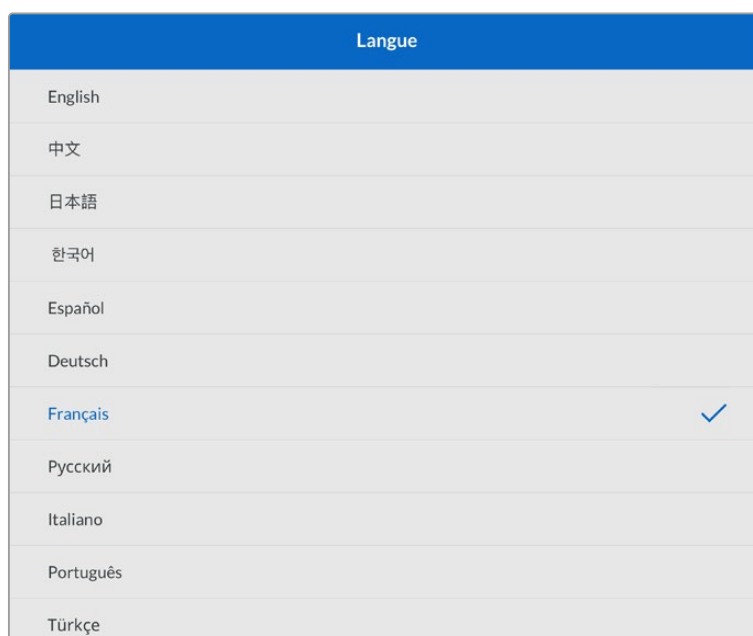 Langue
English
中文
日本語
한국어
Español
Deutsch
Français
Русский
Italiano
Português
Türkçe